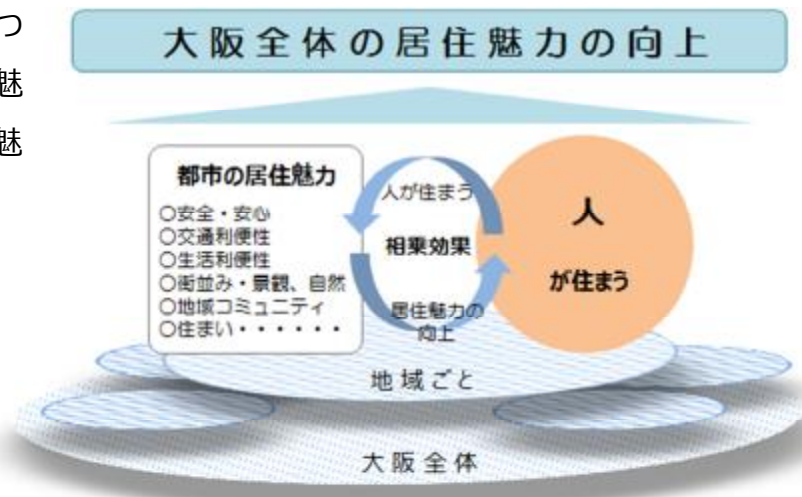 つ
魅
魅
大阪全体の居住魅力の向上
都市の居住魅力
○安全・安心
○交通利便性
○生活利便性
○街並み・景観、自然
○地域コミュニティ
○住まい・・・・・・
人が住まう
相乗効果
居住魅力の
向上
人
が住まう
地域ごと
大阪全体